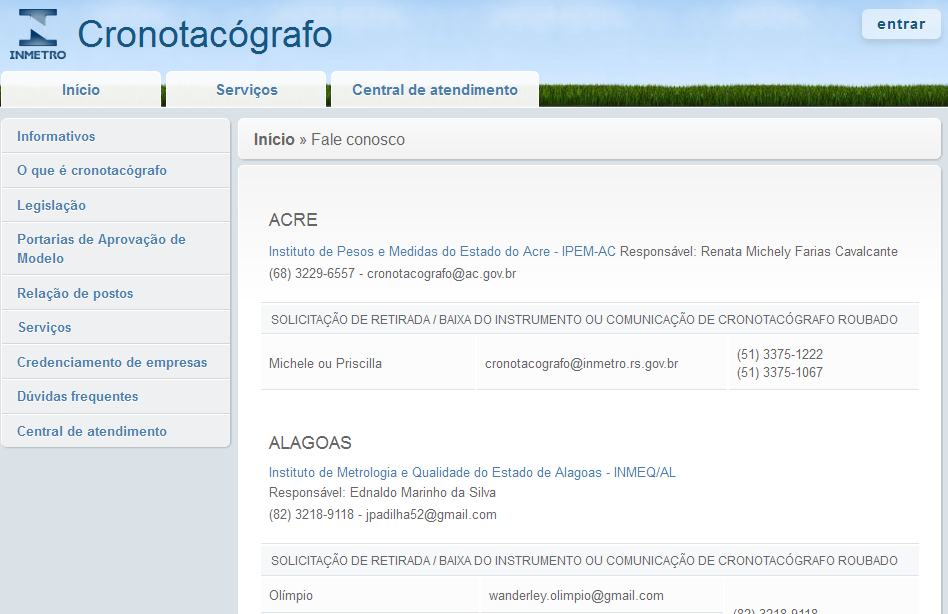 INMETRO
Cronotacógrafo
entrar
Início
Serviços
Central de atendimento
Informativos
O que é cronotacógrafo
Legislação
Portarias de Aprovação de
Modelo
Relação de postos
Serviços
Credenciamento de empresas
Dúvidas frequentes
Central de atendimento
Início » Fale conosco
ACRE
Instituto de Pesos e Medidas do Estado do Acre - IPEM-AC Responsável: Renata Michely Farias Cavalcante
(68) 3229-6557 - cronotacografo@ac.gov.br
SOLICITAÇÃO DE RETIRADA / BAIXA DO INSTRUMENTO OU COMUNICAÇÃO DE CRONOTACÓGRAFO ROUBADO
Michele ou Priscilla
cronotacografo@inmetro.rs.gov.br
(51) 3375-1222
(51) 3375-1067
ALAGOAS
Instituto de Metrologia e Qualidade do Estado de Alagoas - INMEQ/AL
Responsável: Ednaldo Marinho da Silva
(82) 3218-9118 - jpadilha52@gmail.com
SOLICITAÇÃO DE RETIRADA / BAIXA DO INSTRUMENTO OU COMUNICAÇÃO DE CRONOTACÓGRAFO ROUBADO
Olímpio
wanderley.olimpio@gmail.com
(82) 3218-9118